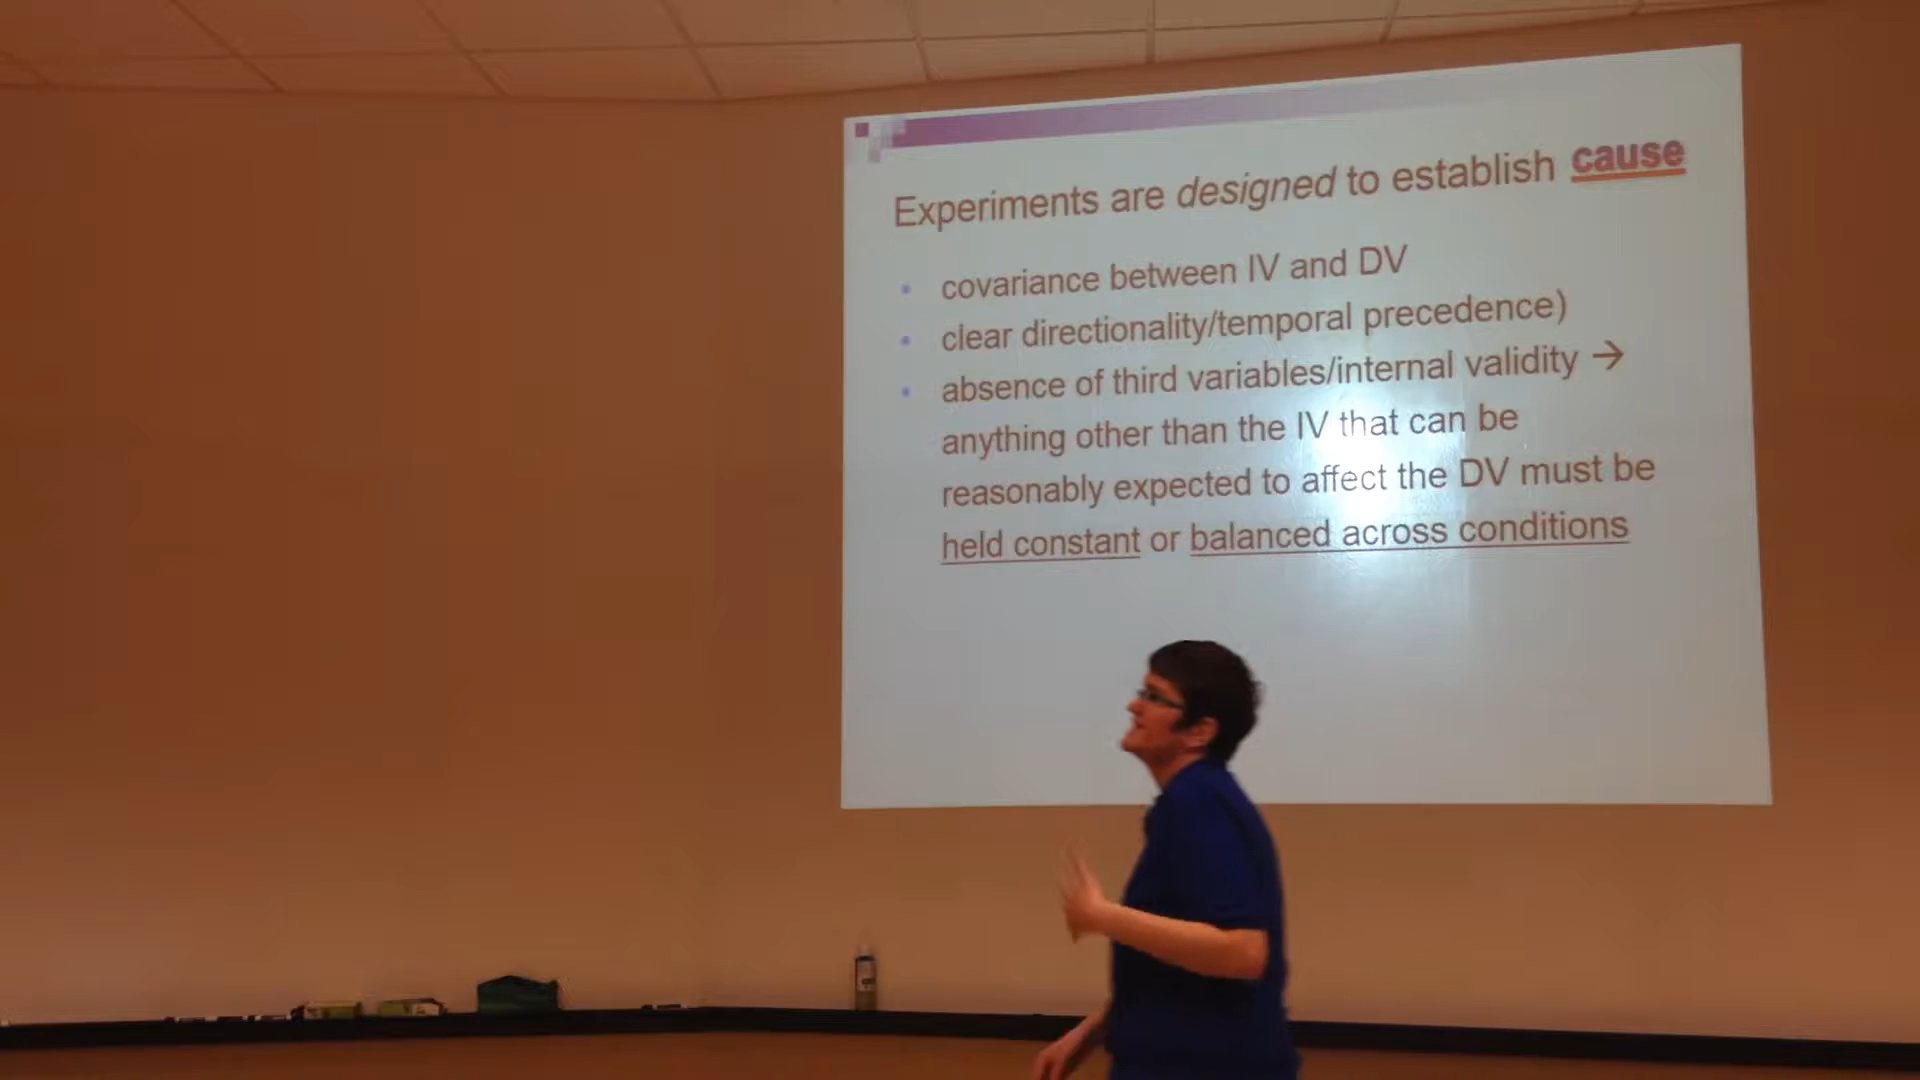 Experiments are designed to establish cause
• covariance between IV and DV
• clear directionality/temporal precedence)
• absence of third variables/internal validity →
anything other than the IV that can be
reasonably expected to affect the DV must be
held constant or balanced across conditions